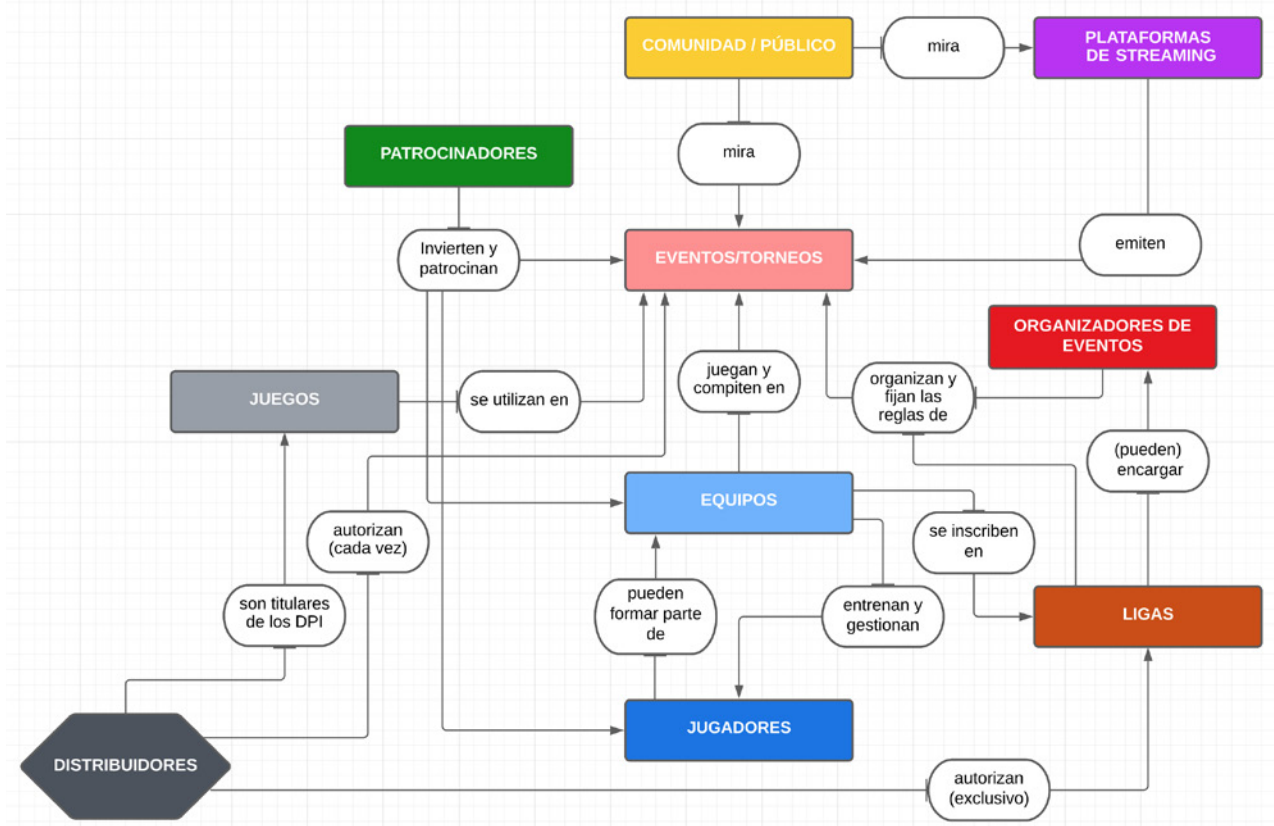 COMUNIDAD / PÚBLICO
mira
PLATAFORMAS
DE STREAMING
mira
PATROCINADORES
Invierten y
patrocinan
EVENTOS/TORNEOS
emiten
ORGANIZADORES DE
EVENTOS
JUEGOS
se utilizan en
juegan y
compiten en
organizan y
fijan las
reglas de
(pueden)
encargar
EQUIPOS
autorizan
(cada vez)
se inscriben
en
son titulares
de los DPI
pueden
formar parte
de
entrenan y
gestionan
LIGAS
JUGADORES
DISTRIBUIDORES
autorizan
(exclusivo)